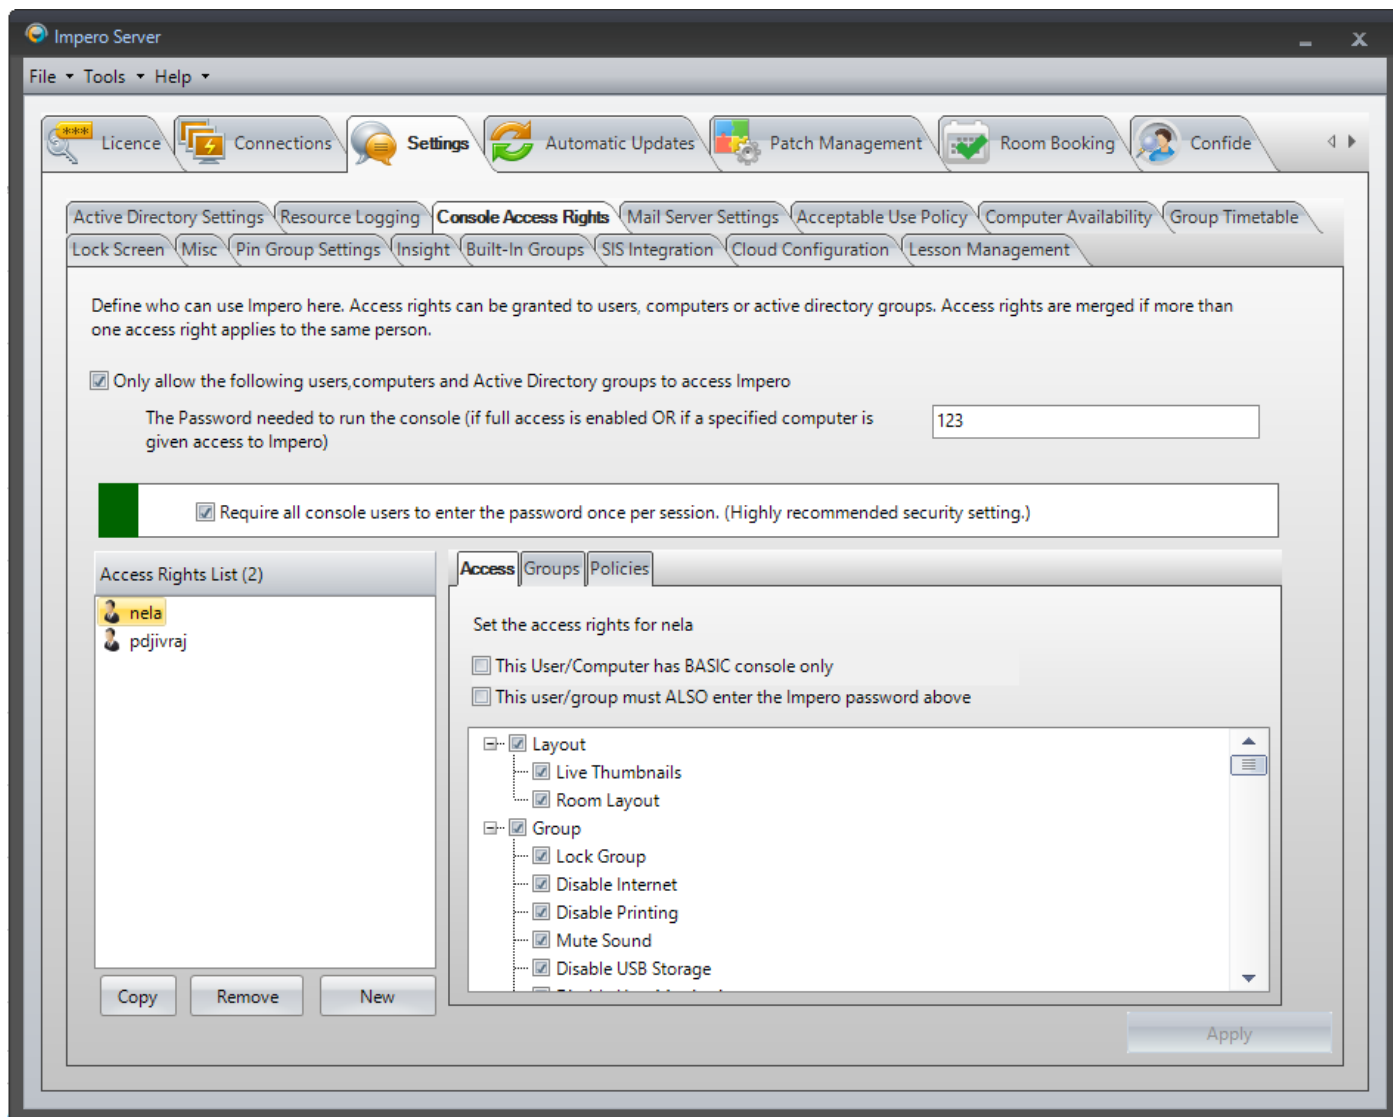 Impero Server
File Tools Help
Licence Connections Settings Automatic Updates Patch Management Room Booking Confide
Active Directory Settings Resource Logging Console Access Rights Mail Server Settings Acceptable Use Policy Computer Availability Group Timetable
Lock Screen Misc Pin Group Settings Insight Built-In Groups SIS Integration Cloud Configuration Lesson Management
Define who can use Impero here. Access rights can be granted to users, computers or active directory groups. Access rights are merged if more than
one access right applies to the same person.
Only allow the following users,computers and Active Directory groups to access Impero
The Password needed to run the console (if full access is enabled OR if a specified computer is
given access to Impero)
123
Require all console users to enter the password once per session. (Highly recommended security setting.)
Access Rights List (2)
nela
pdjivraj
Copy Remove New
Access Groups Policies
Set the access rights for nela
This User/Computer has BASIC console only
This user/group must ALSO enter the Impero password above
Layout
Live Thumbnails
Room Layout
Group
Lock Group
Disable Internet
Disable Printing
Mute Sound
Disable USB Storage
Apply